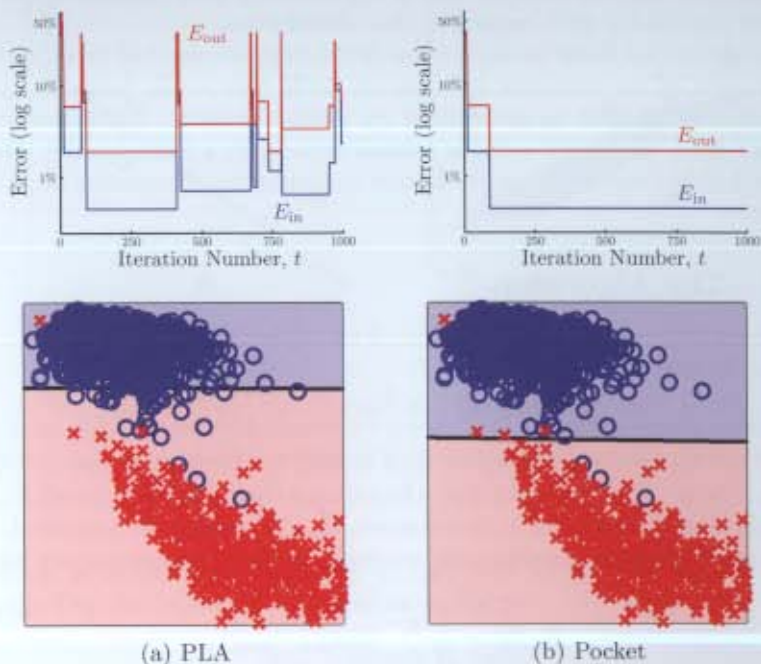 50%
10%
1%
Error (log scale)
E_out
E_in
0
250
500
750
1000
Iteration Number, t
50%
10%
1%
Error (log scale)
E_out
E_in
0
250
500
750
1000
Iteration Number, t
(a) PLA
(b) Pocket